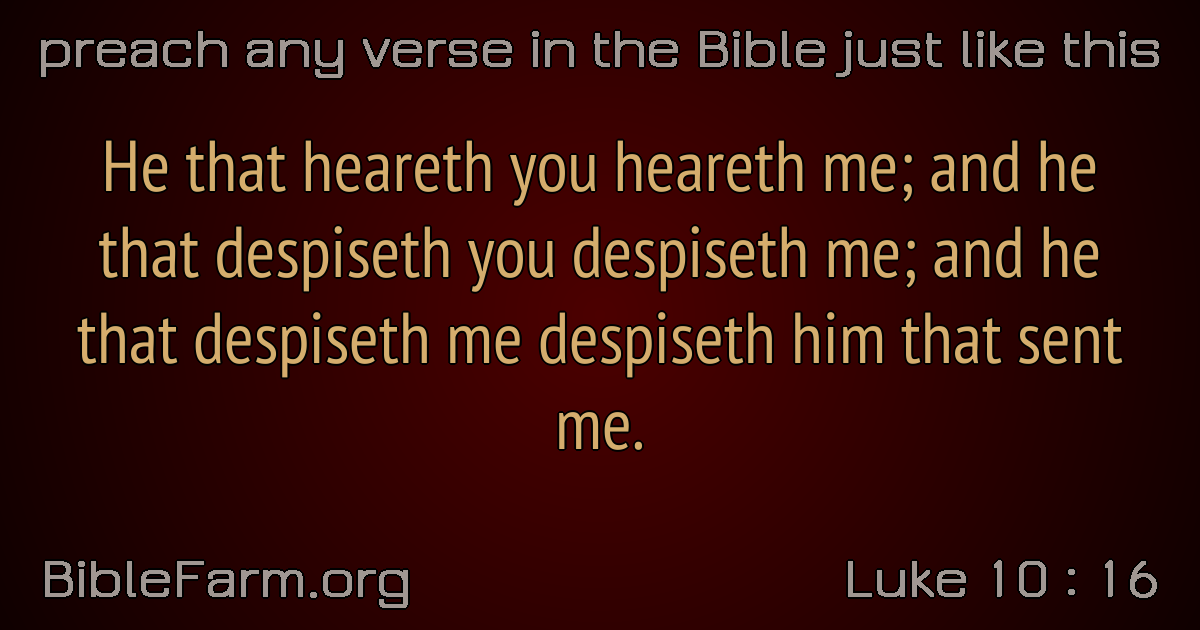 preach any verse in the Bible just like this
He that heareth you heareth me; and he
that despiseth you despiseth me; and he
that despiseth me despiseth him that sent
me.
BibleFarm.org
Luke 10 : 16